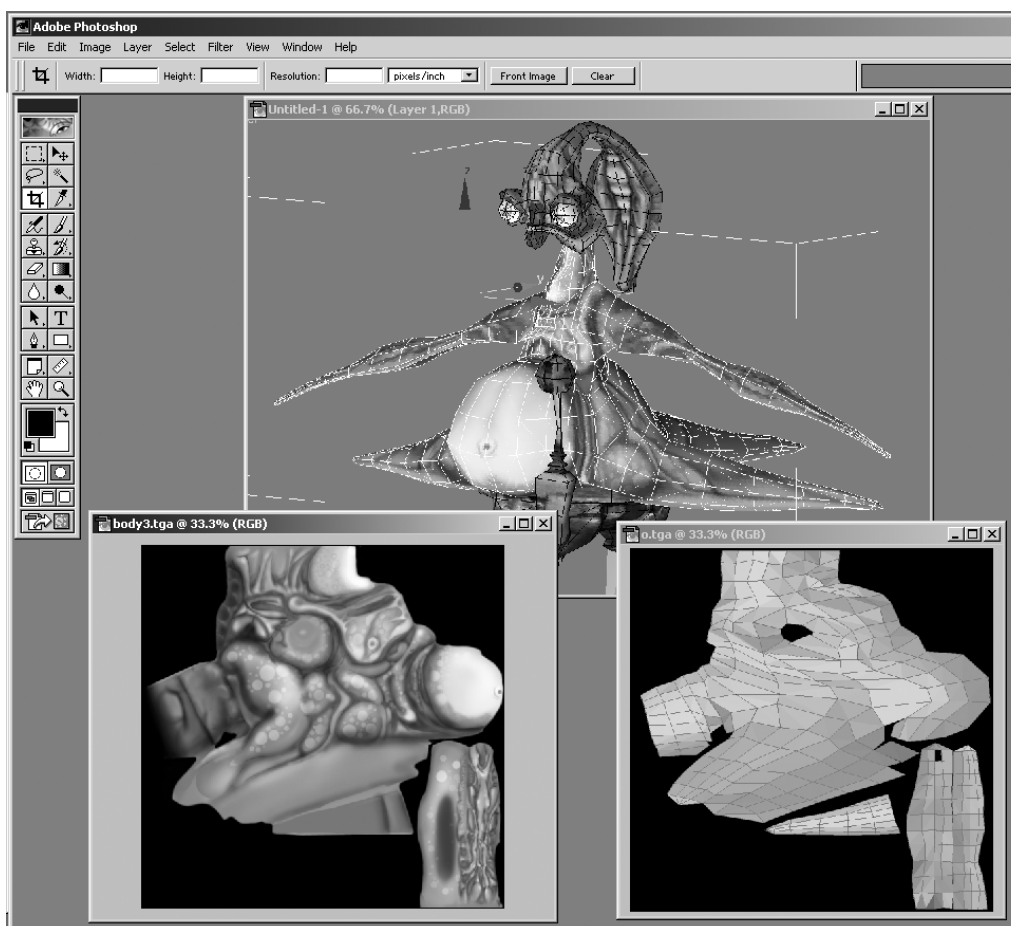 Adobe Photoshop
File Edit Image Layer Select Filter View Window Help
Width: Height: Resolution: pixels/inch Front Image Clear
Untitled-1 @ 66.7% (Layer 1,RGB)
z
y
T
body3.tga @ 33.3% (RGB)
o.tga @ 33.3% (RGB)